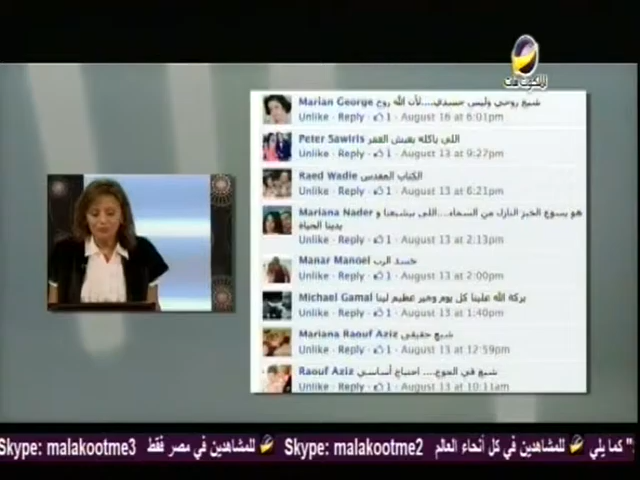 الملكوت سات
Marian George شبع روحي وليس جسدي....لأن الله روح
Unlike · Reply · 1 · August 16 at 6:01pm
Peter Sawiris اللي ياكله يعيش العمر
Unlike · Reply · 1 · August 13 at 9:27pm
Raed Wadie الكتاب المقدس
Unlike · Reply · 1 · August 13 at 6:21pm
Mariana Nader هو يسوع الخبز النازل من السماء...اللي بيشبعنا و
يدينا الحياة
Unlike · Reply · 1 · August 13 at 2:13pm
Manar Manoel جسد الرب
Unlike · Reply · 1 · August 13 at 2:00pm
Michael Gamal بركة الله علينا كل يوم وخير عظيم لينا
Unlike · Reply · 1 · August 13 at 1:40pm
Mariana Raouf Aziz شبع حقيقى
Unlike · Reply · 1 · August 13 at 12:59pm
Raouf Aziz شبع في الجوع.... احتياج أساسي
Unlike · Reply · 1 · August 13 at 10:11am
كما يلي " للمشاهدين في كل أنحاء العالم Skype: malakootme2 للمشاهدين في مصر فقط Skype: malakootme3